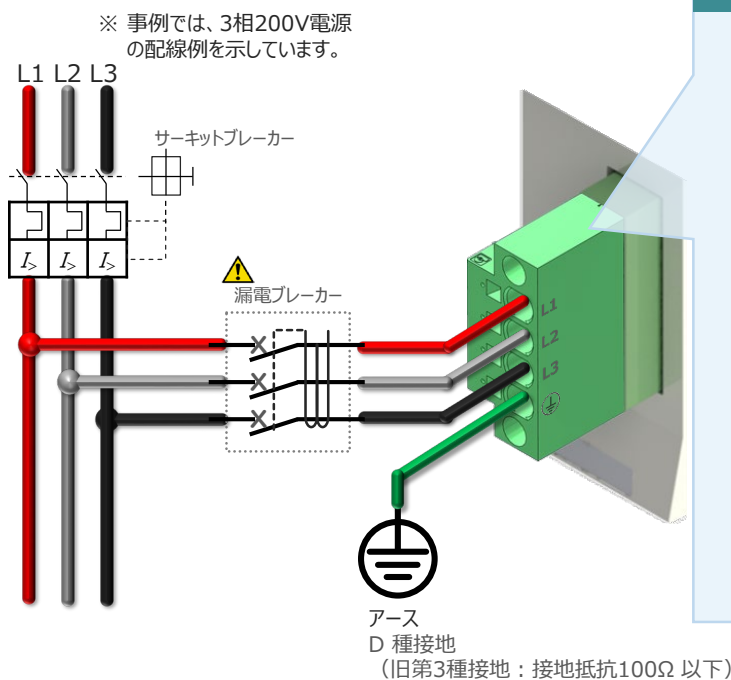 ※ 事例では、3相200V電源
の配線例を示しています。
L1 L2 L3
サーキットブレーカー
I> I> I>
漏電ブレーカー
L1
L2
L3
アース
D 種接地
（旧第3種接地：接地抵抗100Ω 以下）